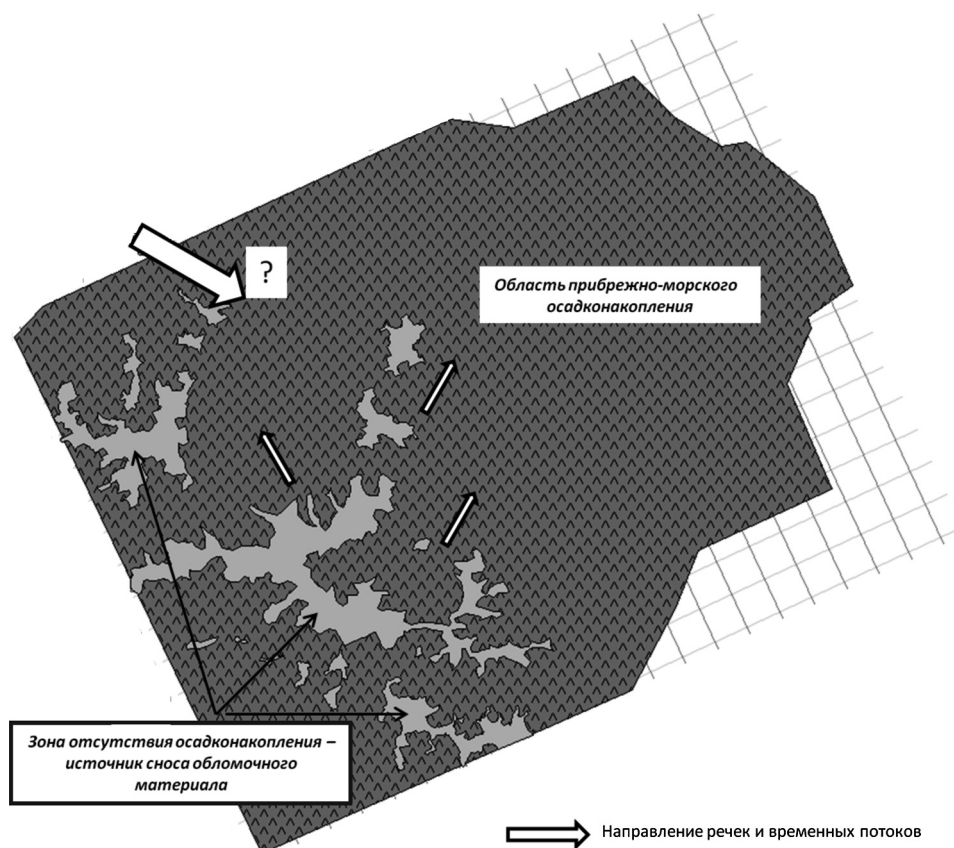 ?
Область прибрежно-морского
осадконакопления
Зона отсутствия осадконакопления –
источник сноса обломочного
материала
Направление речек и временных потоков